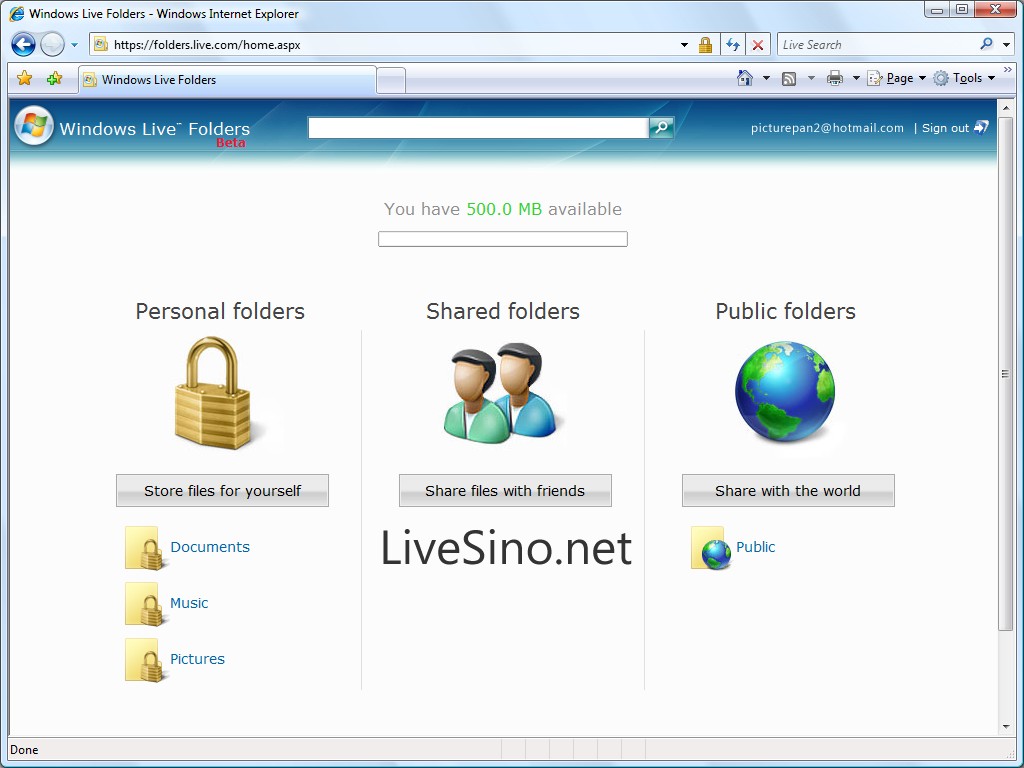 Windows Live Folders - Windows Internet Explorer
https://folders.live.com/home.aspx
Live Search
Windows Live Folders
Page
Tools
Windows Live™ Folders
Beta
picturepan2@hotmail.com | Sign out
You have 500.0 MB available
Personal folders
Shared folders
Public folders
Store files for yourself
Share files with friends
Share with the world
Documents
LiveSino.net
Public
Music
Pictures
Done